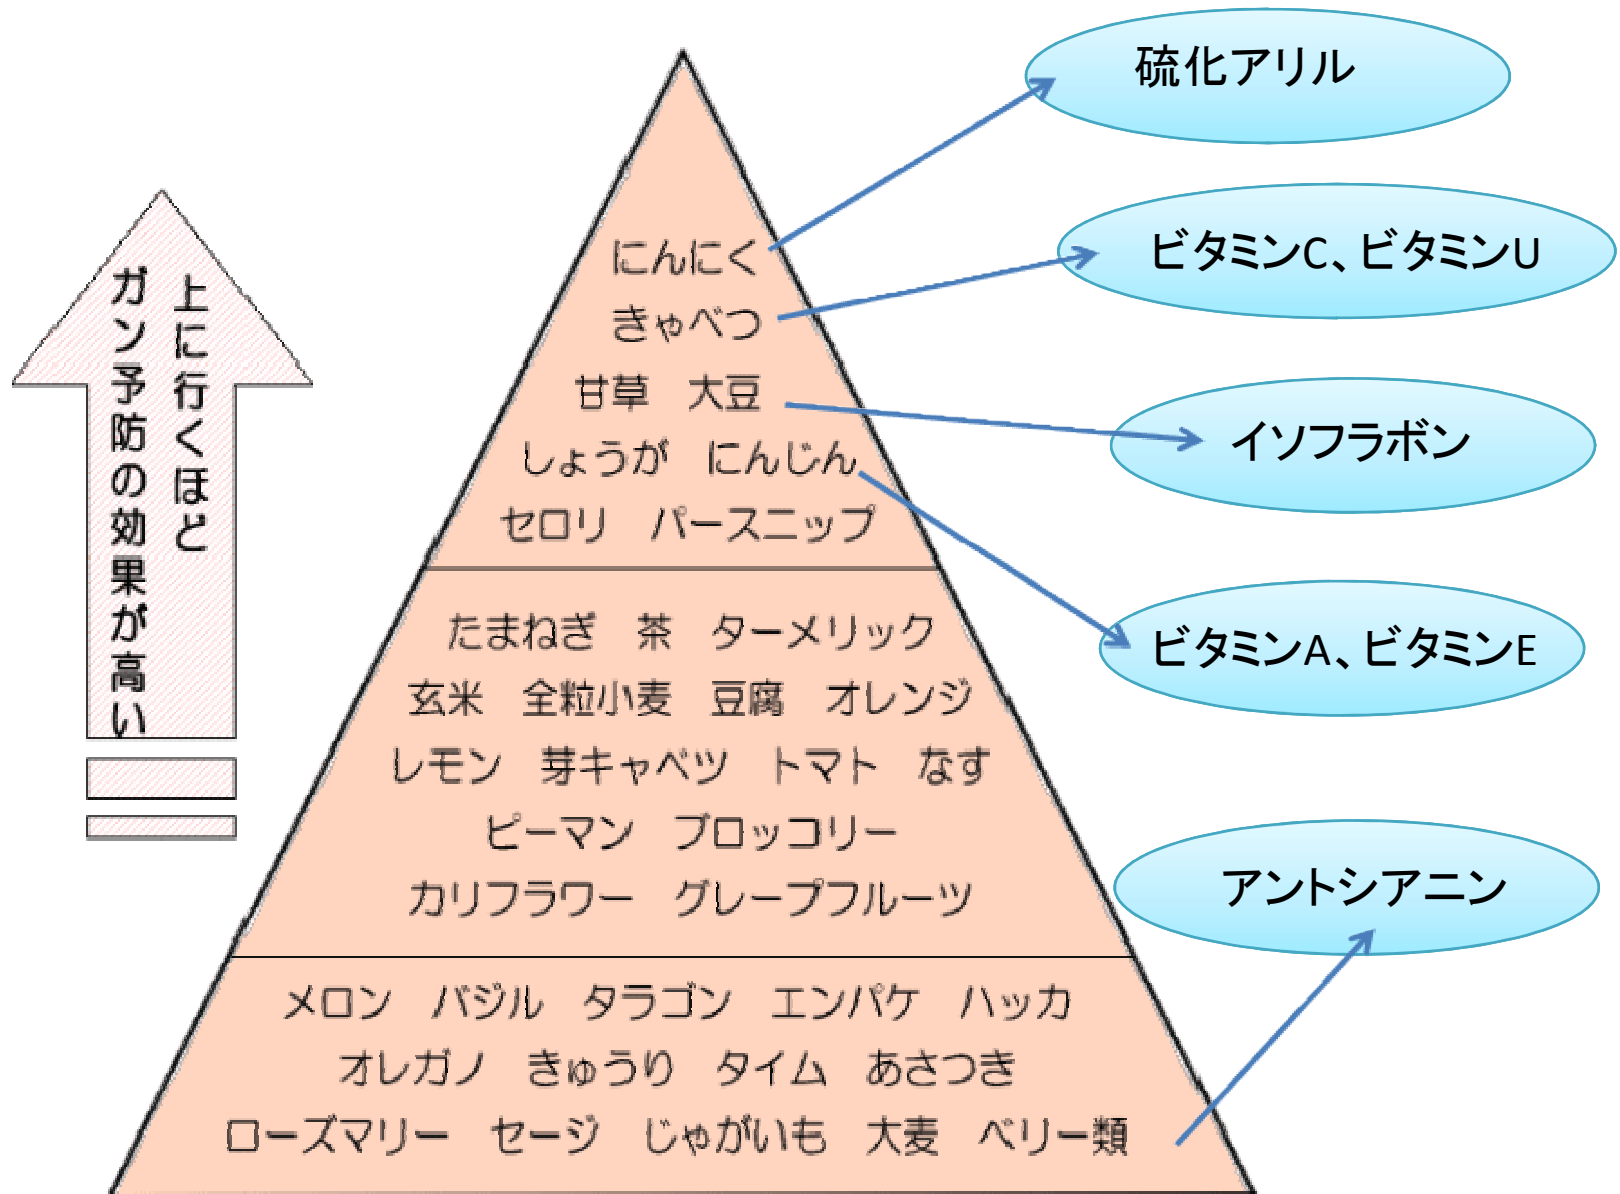 上に行くほど
ガン予防の効果が高い
にんにく
きゃべつ
甘草 大豆
しょうが にんじん
セロリ パースニップ
たまねぎ 茶 ターメリック
玄米 全粒小麦 豆腐 オレンジ
レモン 芽キャベツ トマト なす
ピーマン ブロッコリー
カリフラワー グレープフルーツ
メロン バジル タラゴン エンパケ ハッカ
オレガノ きゅうり タイム あさつき
ローズマリー セージ じゃがいも 大麦 ベリー類
硫化アリル
ビタミンC、ビタミンU
イソフラボン
ビタミンA、ビタミンE
アントシアニン